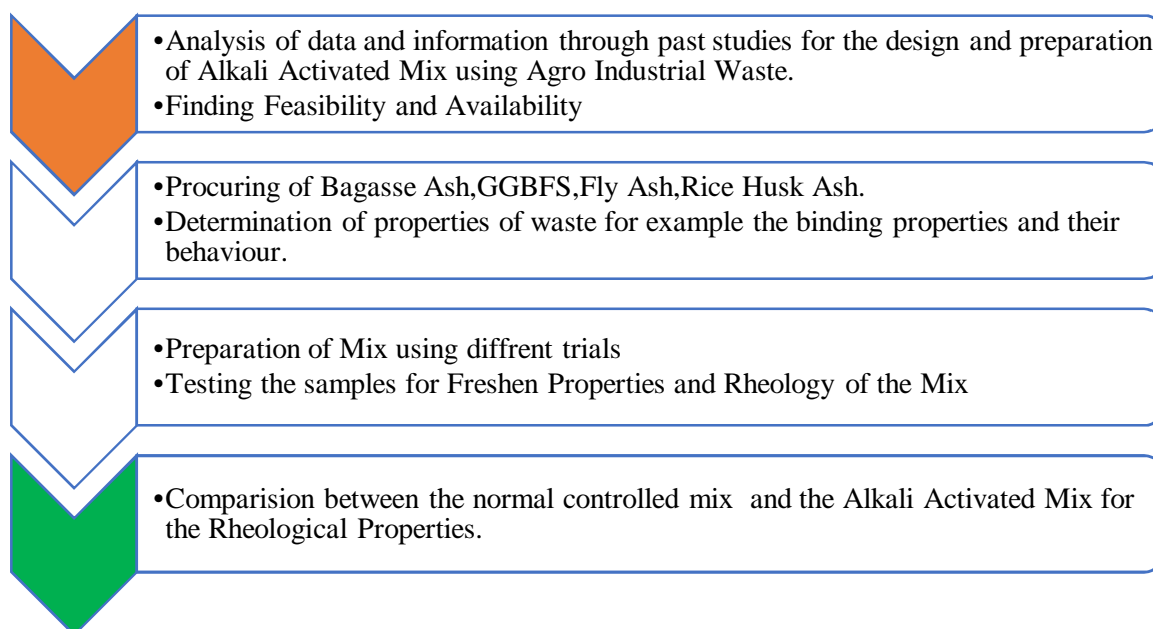 •Analysis of data and information through past studies for the design and preparation
of Alkali Activated Mix using Agro Industrial Waste.
•Finding Feasibility and Availability
•Procuring of Bagasse Ash,GGBFS,Fly Ash,Rice Husk Ash.
•Determination of properties of waste for example the binding properties and their
behaviour.
•Preparation of Mix using diffrent trials
•Testing the samples for Freshen Properties and Rheology of the Mix
•Comparision between the normal controlled mix and the Alkali Activated Mix for
the Rheological Properties.